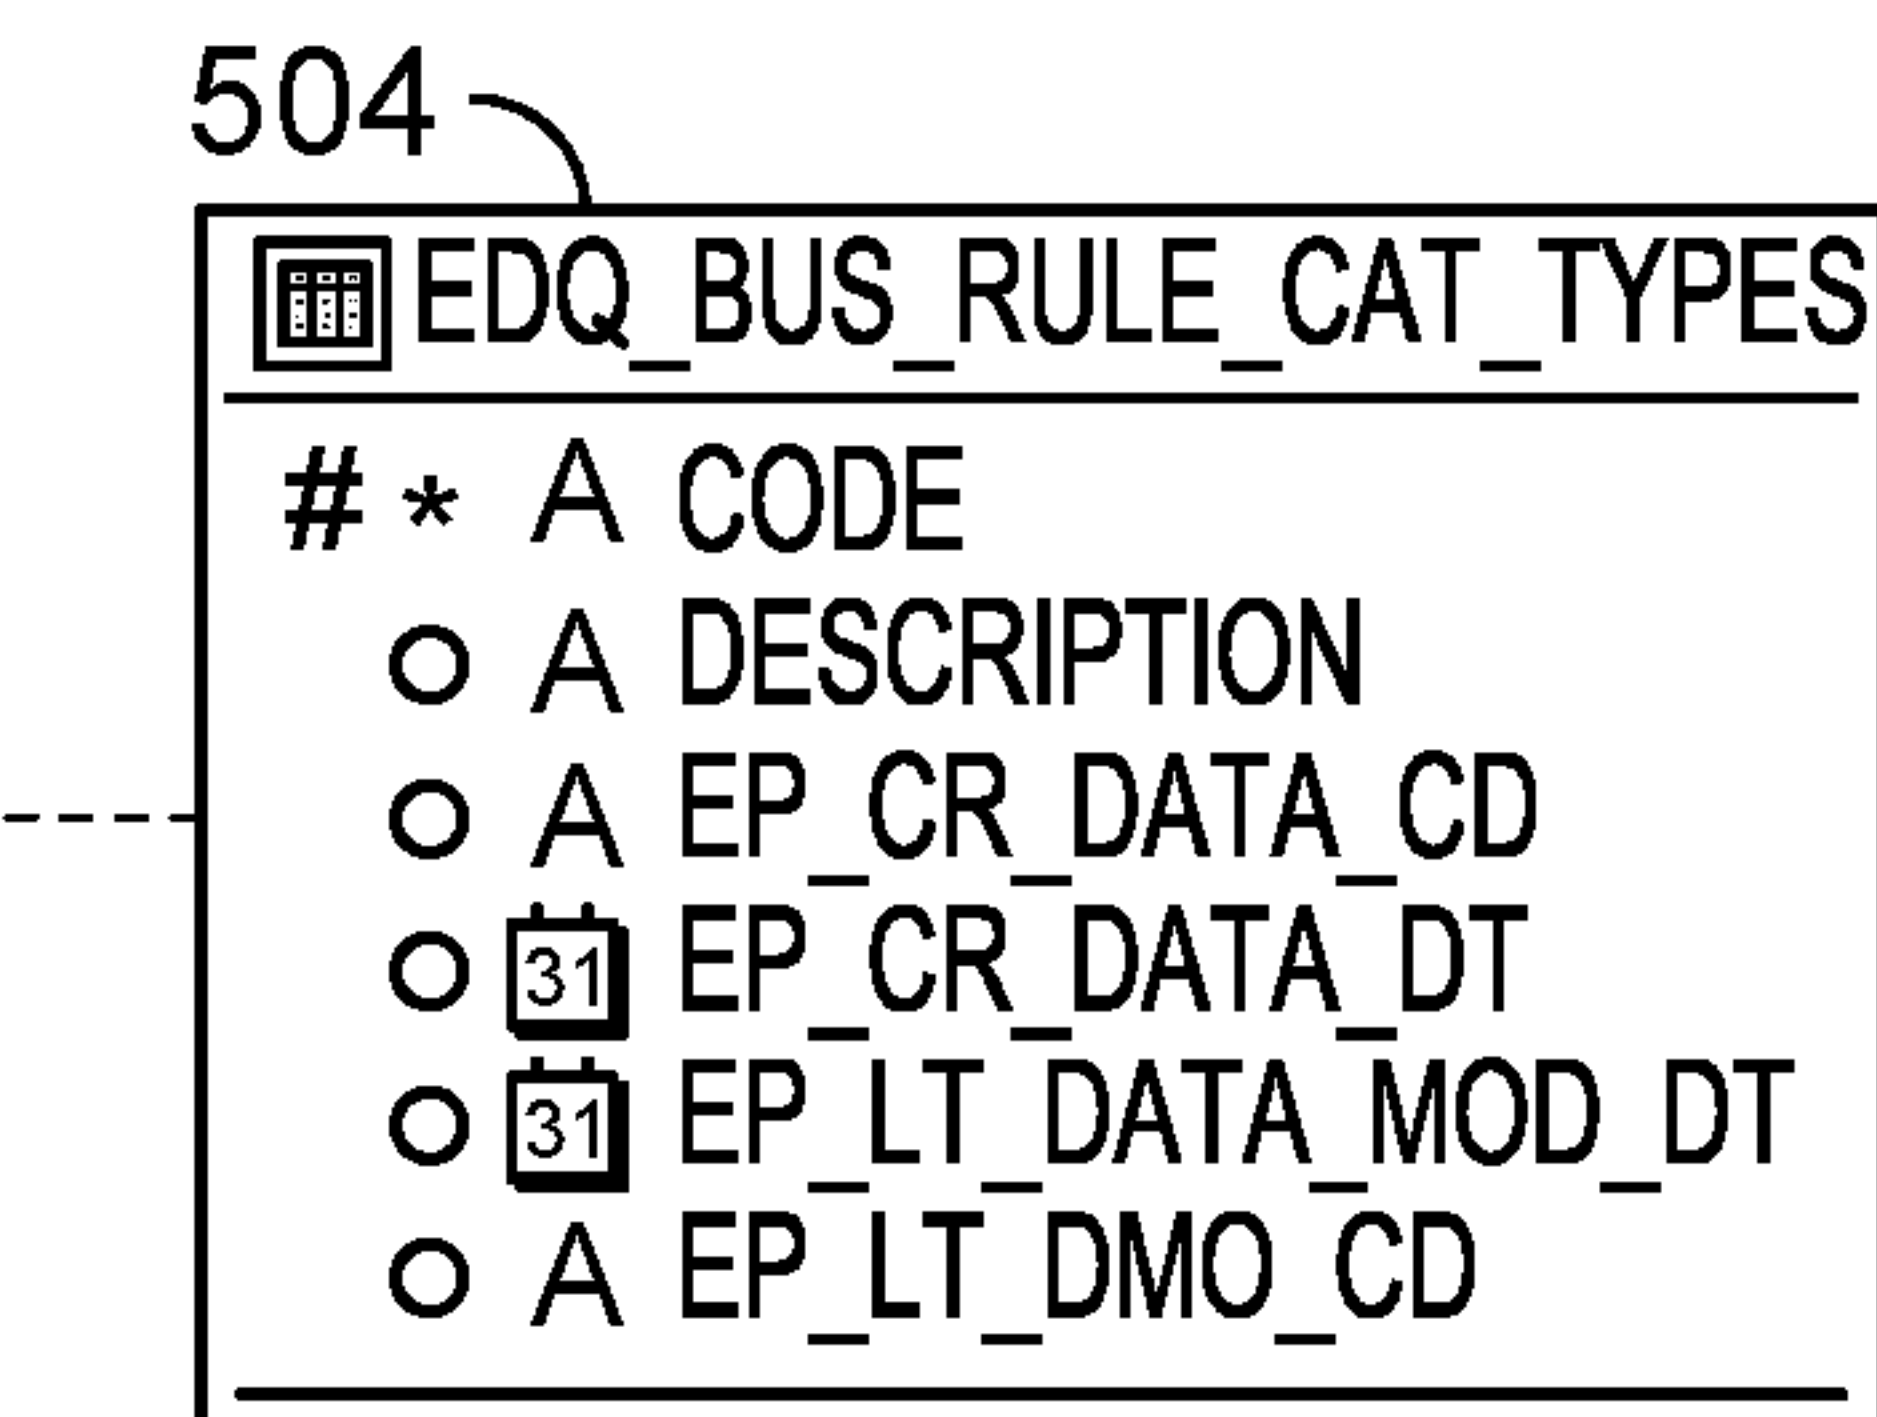 504
EDQ_BUS_RULE_CAT_TYPES
# * A CODE
O A DESCRIPTION
O A EP_CR_DATA_CD
O 31 EP_CR_DATA_DT
O 31 EP_LT_DATA_MOD_DT
O A EP_LT_DMO_CD